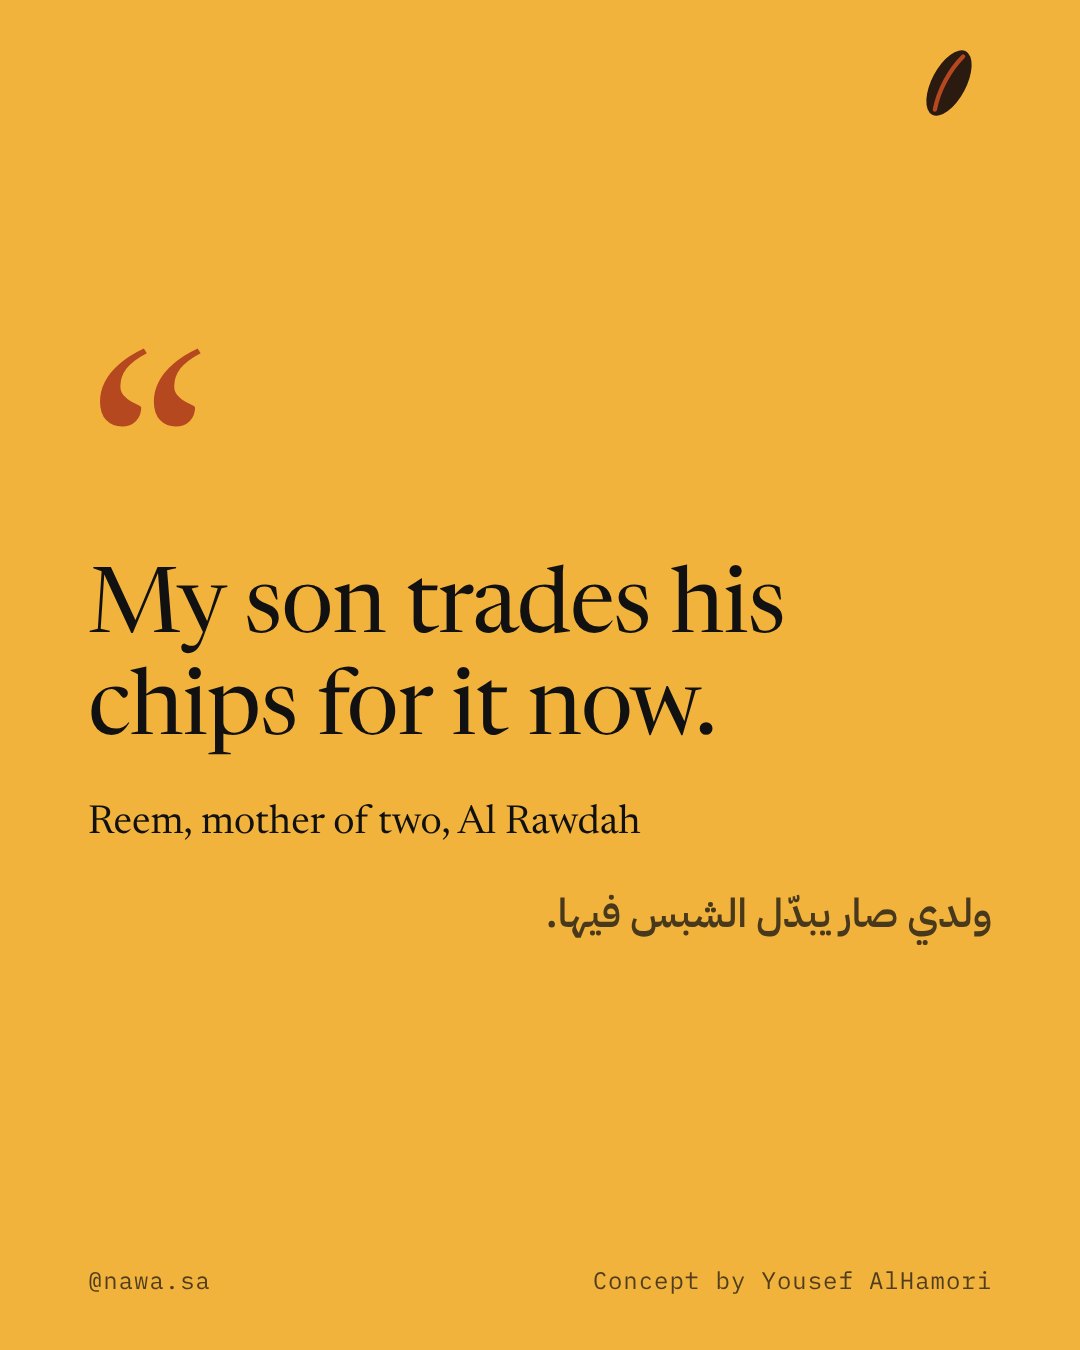 “
My son trades his
chips for it now.
Reem, mother of two, Al Rawdah
ولدي صار يبدّل الشبس فيها.
@nawa.sa
Concept by Yousef AlHamori